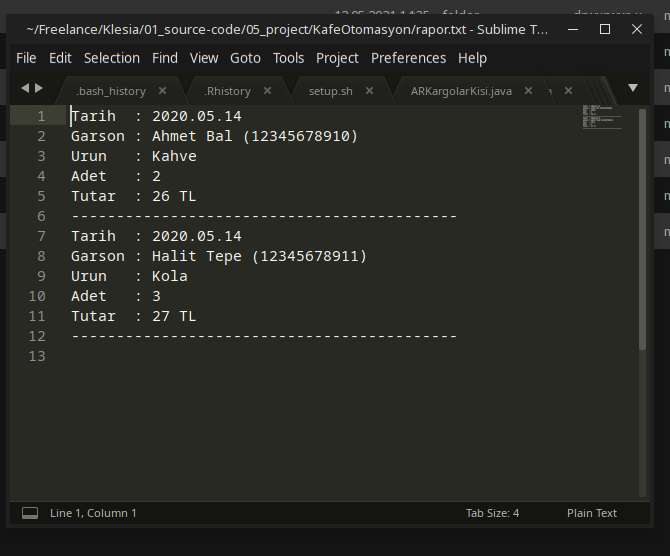 ~/Freelance/Klesia/01_source-code/05_project/KafeOtomasyon/rapor.txt - Sublime T...
File Edit Selection Find View Goto Tools Project Preferences Help
.bash_history .Rhistory setup.sh ARKargolarKisi.java
1 Tarih : 2020.05.14
2 Garson : Ahmet Bal (12345678910)
3 Urun : Kahve
4 Adet : 2
5 Tutar : 26 TL
6 -------------------------------------------
7 Tarih : 2020.05.14
8 Garson : Halit Tepe (12345678911)
9 Urun : Kola
10 Adet : 3
11 Tutar : 27 TL
12 -------------------------------------------
13
Line 1, Column 1 Tab Size: 4 Plain Text